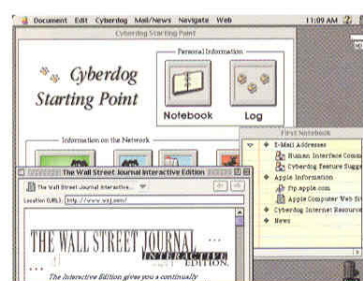 Document Edit Cyberdog Mail/News Navigate Web 11:09 AM
Cyberdog Starting Point
Personal Information
Cyberdog
Starting Point
Notebook Log
Information on the Network
First Notebook
E-Mail Addresses
Human Interface Comm
Cyberdog Feature Sugge
Apple Information
ftp.apple.com
Apple Computer Web Sit
Cyberdog Internet Resource
News
The Wall Street Journal Interactive Edition
The Wall Street Journal Interactive...
Location (URL): http://www.wsj.com/
THE WALL STREET JOURNAL
INTERACTIVE
EDITION.
The Interactive Edition gives you a continually